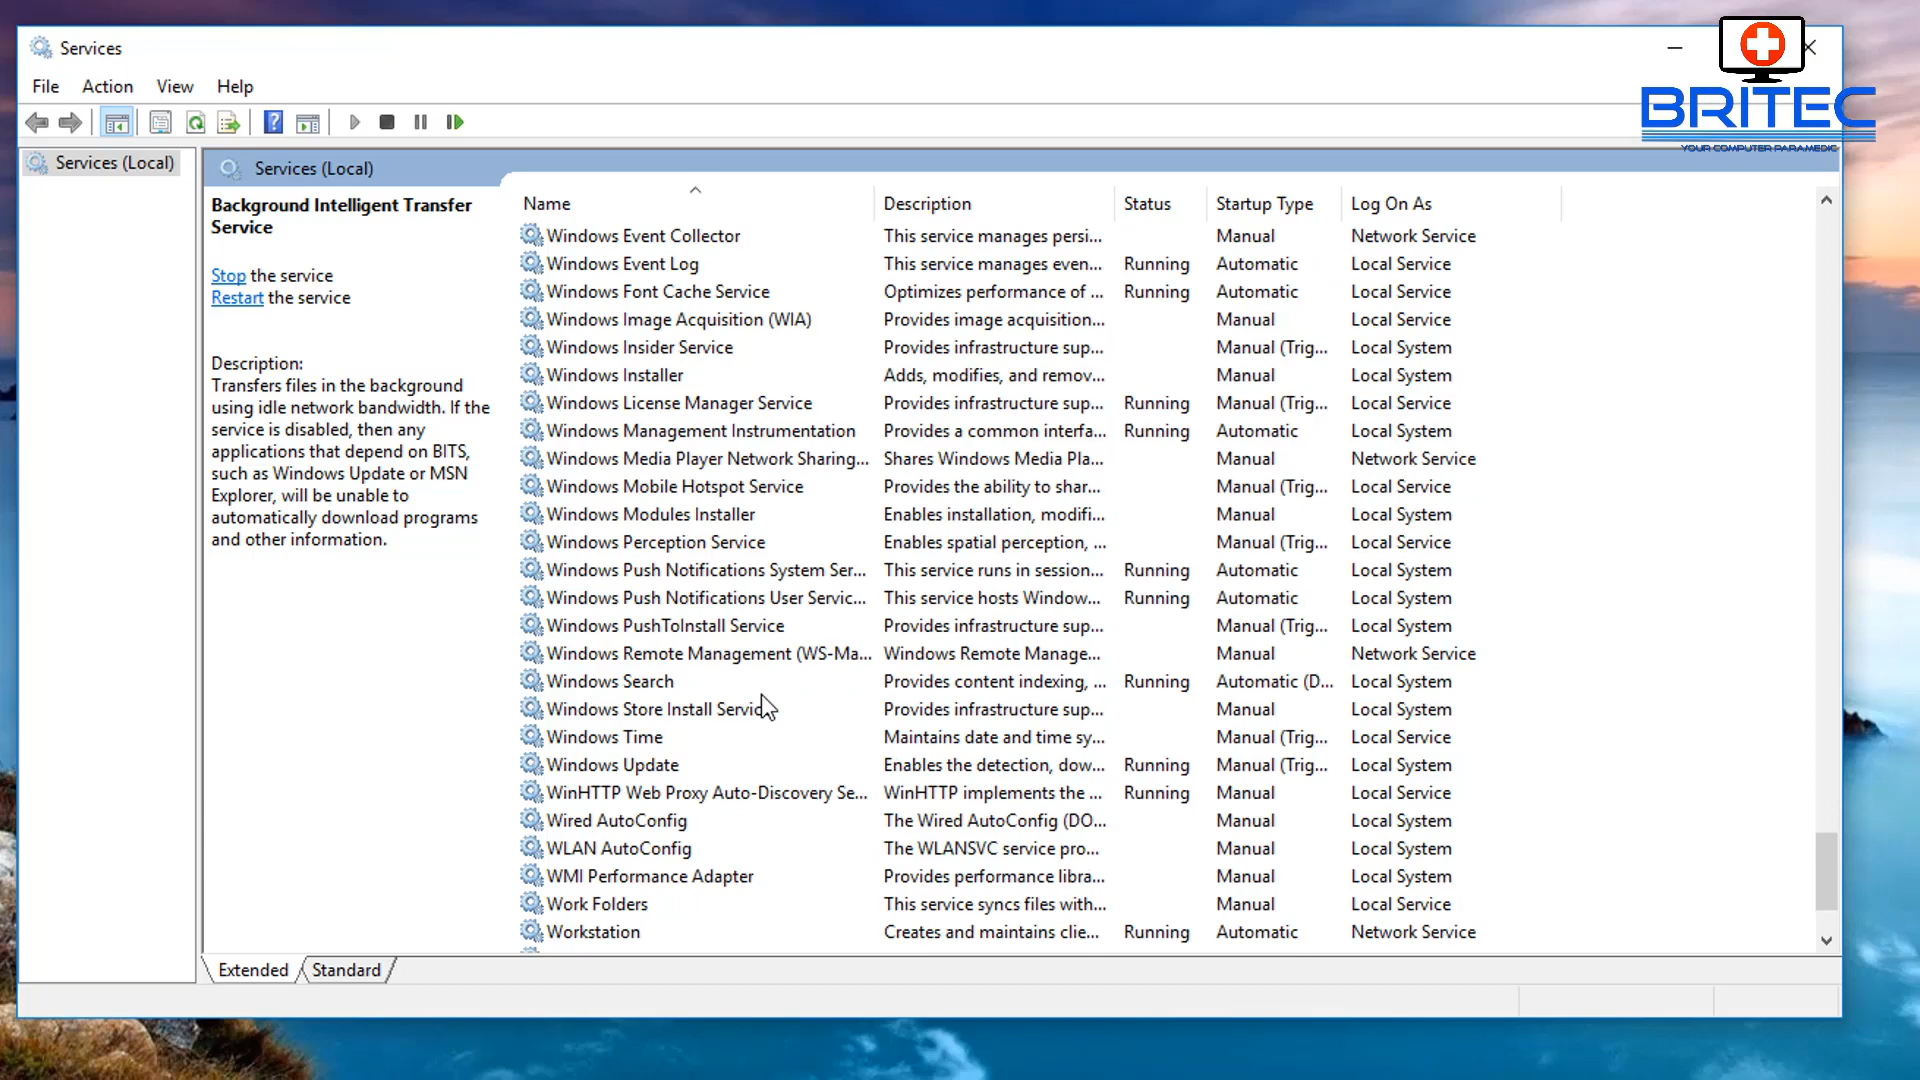 Services
BRITEC
YOUR COMPUTER PARAMEDIC
File Action View Help
Services (Local)
Services (Local)
Background Intelligent Transfer
Service
Stop the service
Restart the service
Description:
Transfers files in the background
using idle network bandwidth. If the
service is disabled, then any
applications that depend on BITS,
such as Windows Update or MSN
Explorer, will be unable to
automatically download programs
and other information.
Name Description Status Startup Type Log On As
Windows Event Collector This service manages persi... Manual Network Service
Windows Event Log This service manages even... Running Automatic Local Service
Windows Font Cache Service Optimizes performance of ... Running Automatic Local Service
Windows Image Acquisition (WIA) Provides image acquisition... Manual Local Service
Windows Insider Service Provides infrastructure sup... Manual (Trig... Local System
Windows Installer Adds, modifies, and remov... Manual Local System
Windows License Manager Service Provides infrastructure sup... Running Manual (Trig... Local Service
Windows Management Instrumentation Provides a common interfa... Running Automatic Local System
Windows Media Player Network Sharing... Shares Windows Media Pla... Manual Network Service
Windows Mobile Hotspot Service Provides the ability to shar... Manual (Trig... Local Service
Windows Modules Installer Enables installation, modifi... Manual Local System
Windows Perception Service Enables spatial perception, ... Manual (Trig... Local Service
Windows Push Notifications System Ser... This service runs in session... Running Automatic Local System
Windows Push Notifications User Servic... This service hosts Window... Running Automatic Local System
Windows PushToInstall Service Provides infrastructure sup... Manual (Trig... Local System
Windows Remote Management (WS-Ma... Windows Remote Manage... Manual Network Service
Windows Search Provides content indexing, ... Running Automatic (D... Local System
Windows Store Install Servic Provides infrastructure sup... Manual Local System
Windows Time Maintains date and time sy... Manual (Trig... Local Service
Windows Update Enables the detection, dow... Running Manual (Trig... Local System
WinHTTP Web Proxy Auto-Discovery Se... WinHTTP implements the ... Running Manual Local Service
Wired AutoConfig The Wired AutoConfig (DO... Manual Local System
WLAN AutoConfig The WLANSVC service pro... Manual Local System
WMI Performance Adapter Provides performance libra... Manual Local System
Work Folders This service syncs files with... Manual Local Service
Workstation Creates and maintains clie... Running Automatic Network Service
Extended Standard